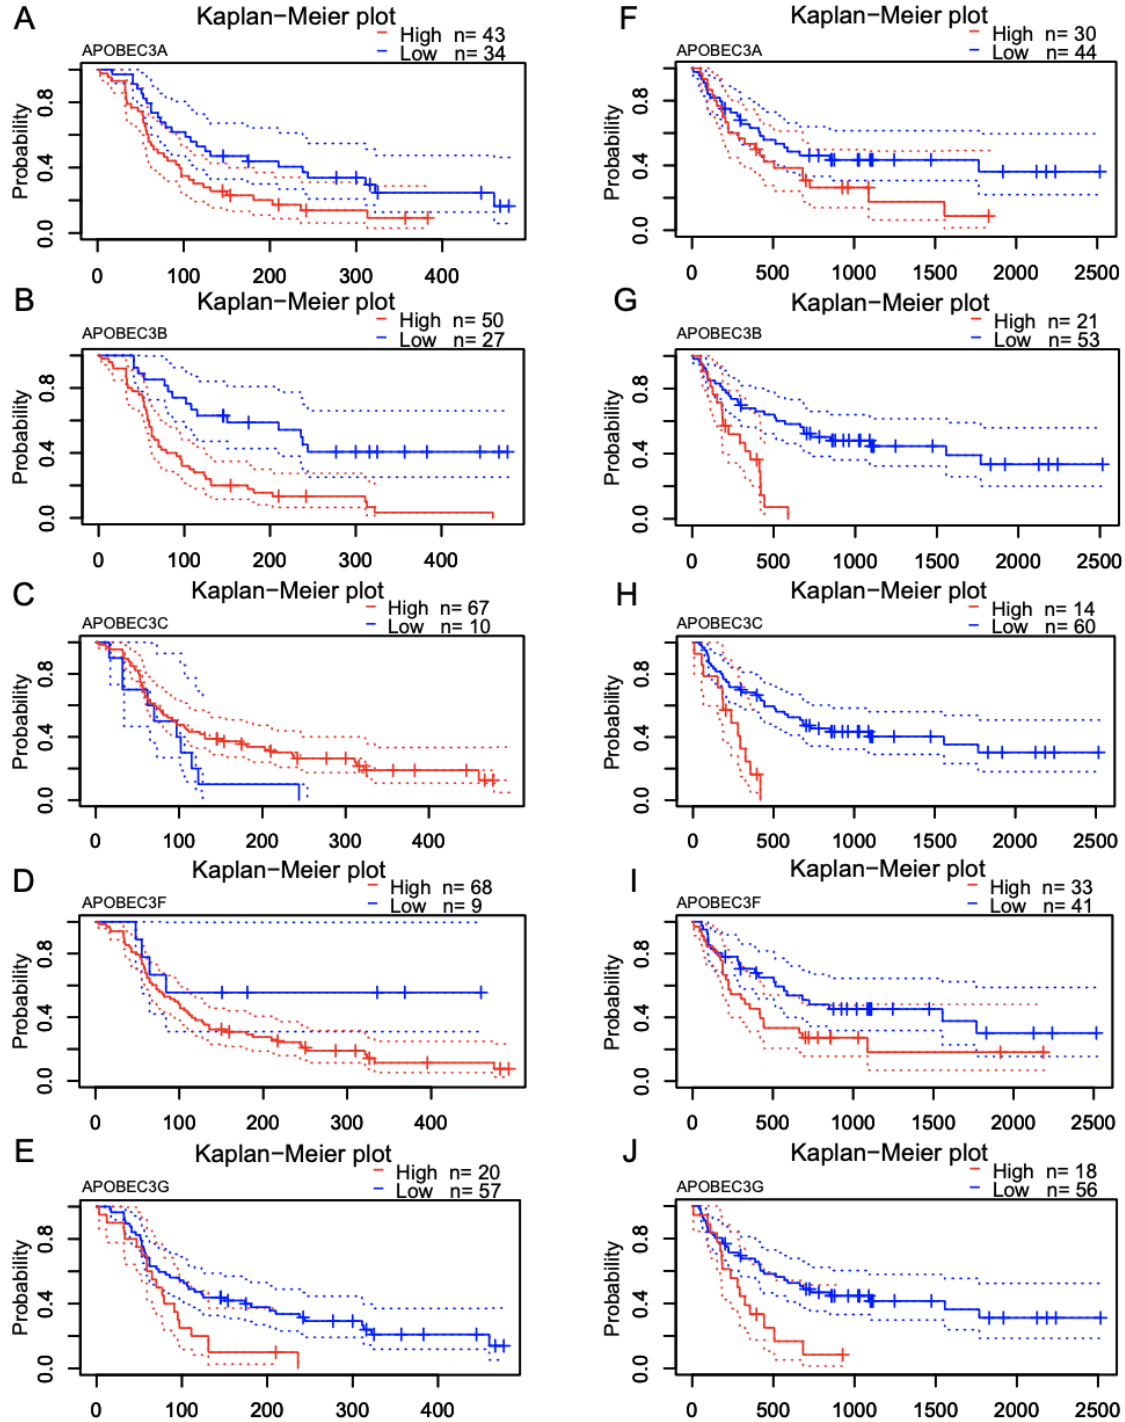 A
Kaplan−Meier plot
High n= 43
Low n= 34
APOBEC3A
Probability
0.8
0.4
0.0
0 100 200 300 400
F
Kaplan−Meier plot
High n= 30
Low n= 44
APOBEC3A
Probability
0.8
0.4
0.0
0 500 1000 1500 2000 2500
B
Kaplan−Meier plot
High n= 50
Low n= 27
APOBEC3B
Probability
0.8
0.4
0.0
0 100 200 300 400
G
Kaplan−Meier plot
High n= 21
Low n= 53
APOBEC3B
Probability
0.8
0.4
0.0
0 500 1000 1500 2000 2500
C
Kaplan−Meier plot
High n= 67
Low n= 10
APOBEC3C
Probability
0.8
0.4
0.0
0 100 200 300 400
H
Kaplan−Meier plot
High n= 14
Low n= 60
APOBEC3C
Probability
0.8
0.4
0.0
0 500 1000 1500 2000 2500
D
Kaplan−Meier plot
High n= 68
Low n= 9
APOBEC3F
Probability
0.8
0.4
0.0
0 100 200 300 400
I
Kaplan−Meier plot
High n= 33
Low n= 41
APOBEC3F
Probability
0.8
0.4
0.0
0 500 1000 1500 2000 2500
E
Kaplan−Meier plot
High n= 20
Low n= 57
APOBEC3G
Probability
0.8
0.4
0.0
0 100 200 300 400
J
Kaplan−Meier plot
High n= 18
Low n= 56
APOBEC3G
Probability
0.8
0.4
0.0
0 500 1000 1500 2000 2500